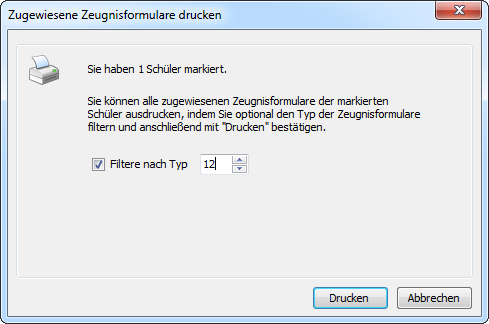 Zugewiesene Zeugnisformulare drucken
Sie haben 1 Schüler markiert.
Sie können alle zugewiesenen Zeugnisformulare der markierten
Schüler ausdrucken, indem Sie optional den Typ der Zeugnisformulare
filtern und anschließend mit "Drucken" bestätigen.
Filtere nach Typ 12
Drucken Abbrechen